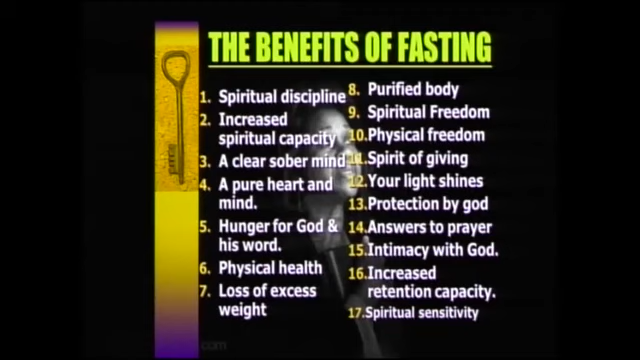 THE BENEFITS OF FASTING
1. Spiritual discipline
2. Increased
spiritual capacity
3. A clear sober mind
4. A pure heart and
mind.
5. Hunger for God &
his word.
6. Physical health
7. Loss of excess
weight
8. Purified body
9. Spiritual Freedom
10. Physical freedom
11. Spirit of giving
12. Your light shines
13. Protection by god
14. Answers to prayer
15. Intimacy with God.
16. Increased
retention capacity.
17. Spiritual sensitivity
.com